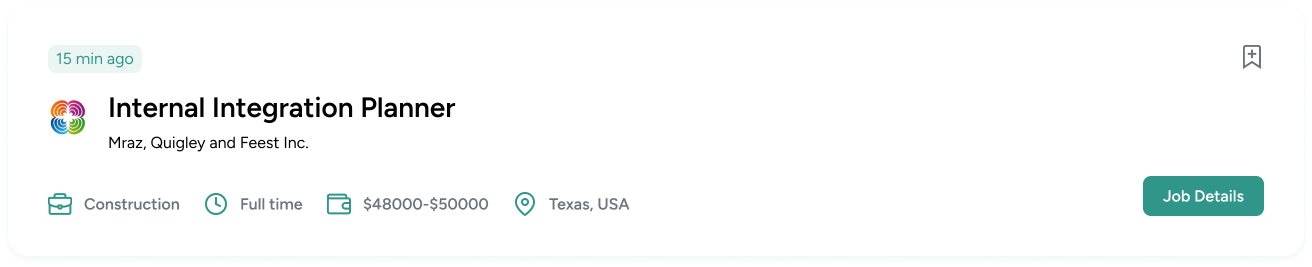 15 min ago
Internal Integration Planner
Mraz, Quigley and Feest Inc.
Construction Full time $48000-$50000 Texas, USA
Job Details